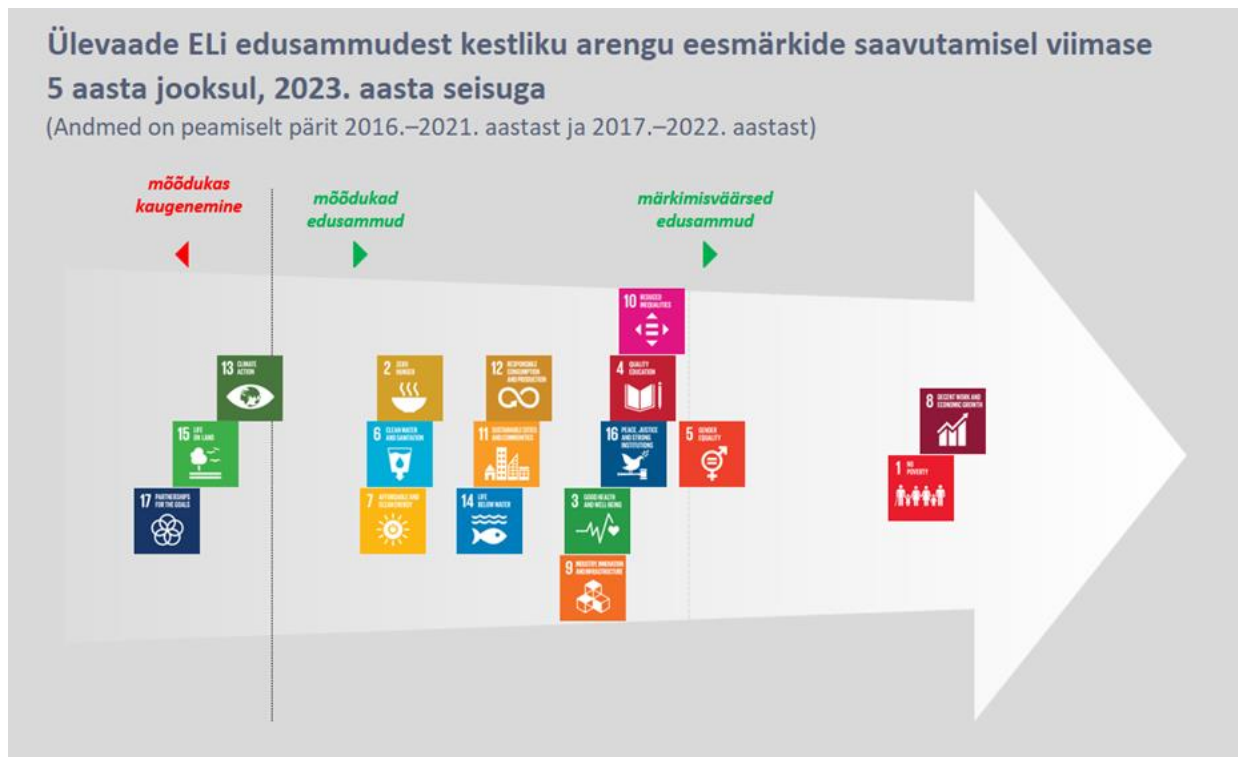 Ülevaade ELi edusammudest kestliku arengu eesmärkide saavutamisel viimase
5 aasta jooksul, 2023. aasta seisuga
(Andmed on peamiselt pärit 2016.–2021. aastast ja 2017.–2022. aastast)
mõõdukas
kaugenemine
mõõdukad
edusammud
märkimisväärsed
edusammud
10 REDUCED
INEQUALITIES
13 CLIMATE
ACTION
2 ZERO
HUNGER
12 RESPONSIBLE
CONSUMPTION
AND PRODUCTION
4 QUALITY
EDUCATION
8 DECENT WORK AND
ECONOMIC GROWTH
15 LIFE
ON LAND
6 CLEAN WATER
AND SANITATION
11 SUSTAINABLE CITIES
AND COMMUNITIES
16 PEACE, JUSTICE
AND STRONG
INSTITUTIONS
5 GENDER
EQUALITY
1 NO
POVERTY
17 PARTNERSHIPS
FOR THE GOALS
7 AFFORDABLE AND
CLEAN ENERGY
14 LIFE
BELOW WATER
3 GOOD HEALTH
AND WELL-BEING
9 INDUSTRY, INNOVATION
AND INFRASTRUCTURE